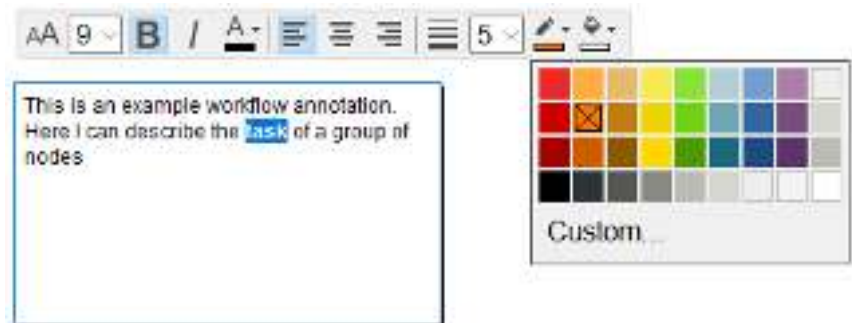 AA 9 B I A 5
This is an example workflow annotation.
Here I can describe the task of a group of
nodes
Custom...